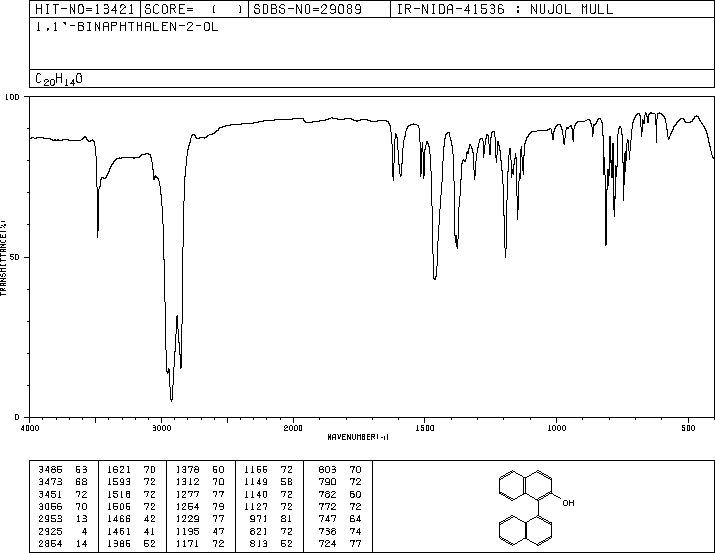 HIT-NO=13421 SCORE= ( ) SDBS-NO=29089 IR-NIDA-41536 : NUJOL MULL
1,1'-BINAPHTHALEN-2-OL
C20H14O
100
50
0
TRANSMITTANCE(%)
4000 3000 2000 1500 1000 500
WAVENUMBER(-1)
3486 53 1621 70 1378 50 1166 72 803 70
3473 68 1593 72 1312 70 1149 58 790 72
3451 72 1518 72 1277 77 1140 72 782 60
3056 70 1506 72 1254 79 1127 72 772 72
2953 13 1466 42 1229 77 971 81 747 64
2925 4 1461 41 1195 47 821 72 738 74
2854 14 1386 52 1171 72 813 52 724 77
OH